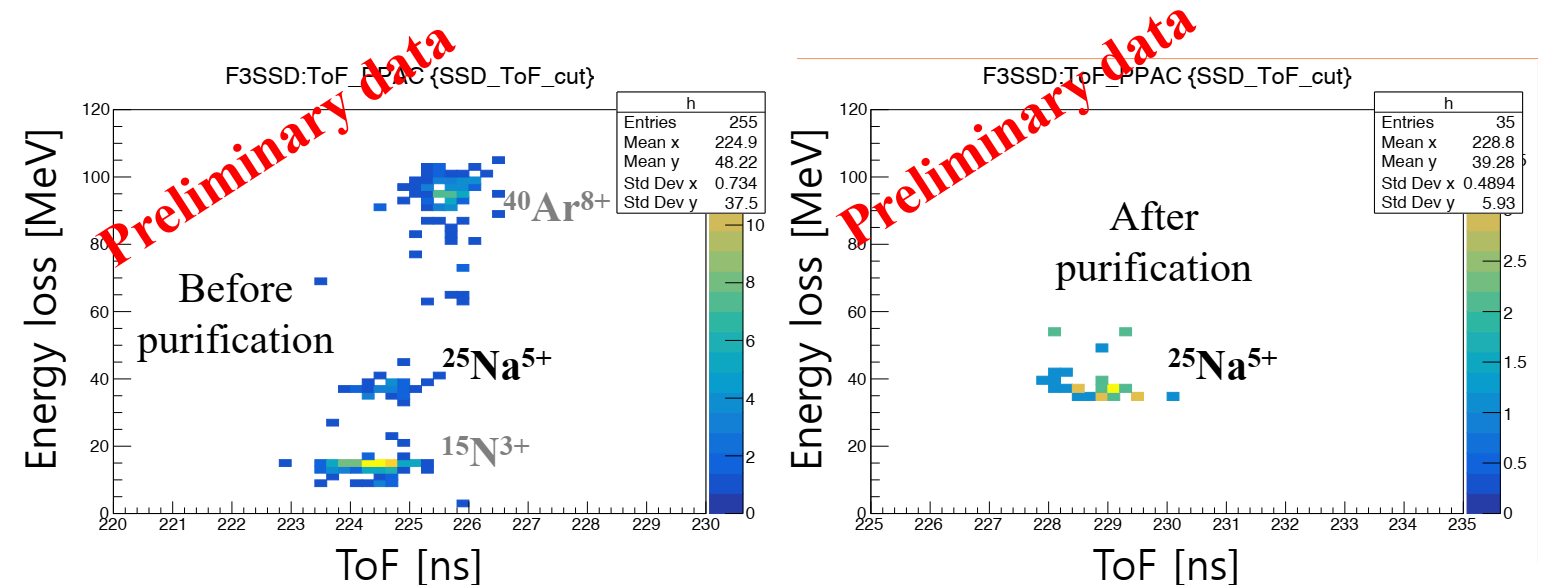 Preliminary data
F3SSD:ToF_PPAC {SSD_ToF_cut}
h
Entries 255
Mean x 224.9
Mean y 48.22
Std Dev x 0.734
Std Dev y 37.5
Energy loss [MeV]
120
100
80
60
40
20
0
40Ar8+
Before
purification
25Na5+
15N3+
10
8
6
4
2
0
220 221 222 223 224 225 226 227 228 229 230
ToF [ns]
Preliminary data
F3SSD:ToF_PPAC {SSD_ToF_cut}
h
Entries 35
Mean x 228.8
Mean y 39.28
Std Dev x 0.4894
Std Dev y 5.93
Energy loss [MeV]
120
100
80
60
40
20
0
After
purification
25Na5+
2.5
2
1.5
1
0.5
0
225 226 227 228 229 230 231 232 233 234 235
ToF [ns]